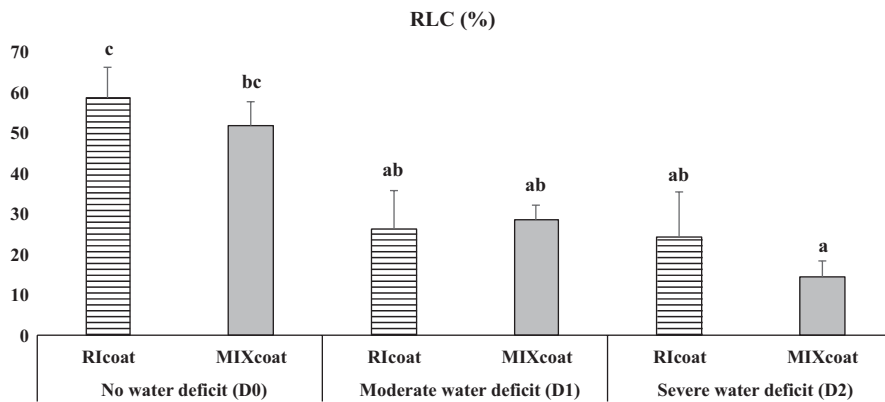 RLC (%)
70
60
50
40
30
20
10
0
c
bc
ab
ab
ab
a
RIcoat MIXcoat RIcoat MIXcoat RIcoat MIXcoat
No water deficit (D0) Moderate water deficit (D1) Severe water deficit (D2)